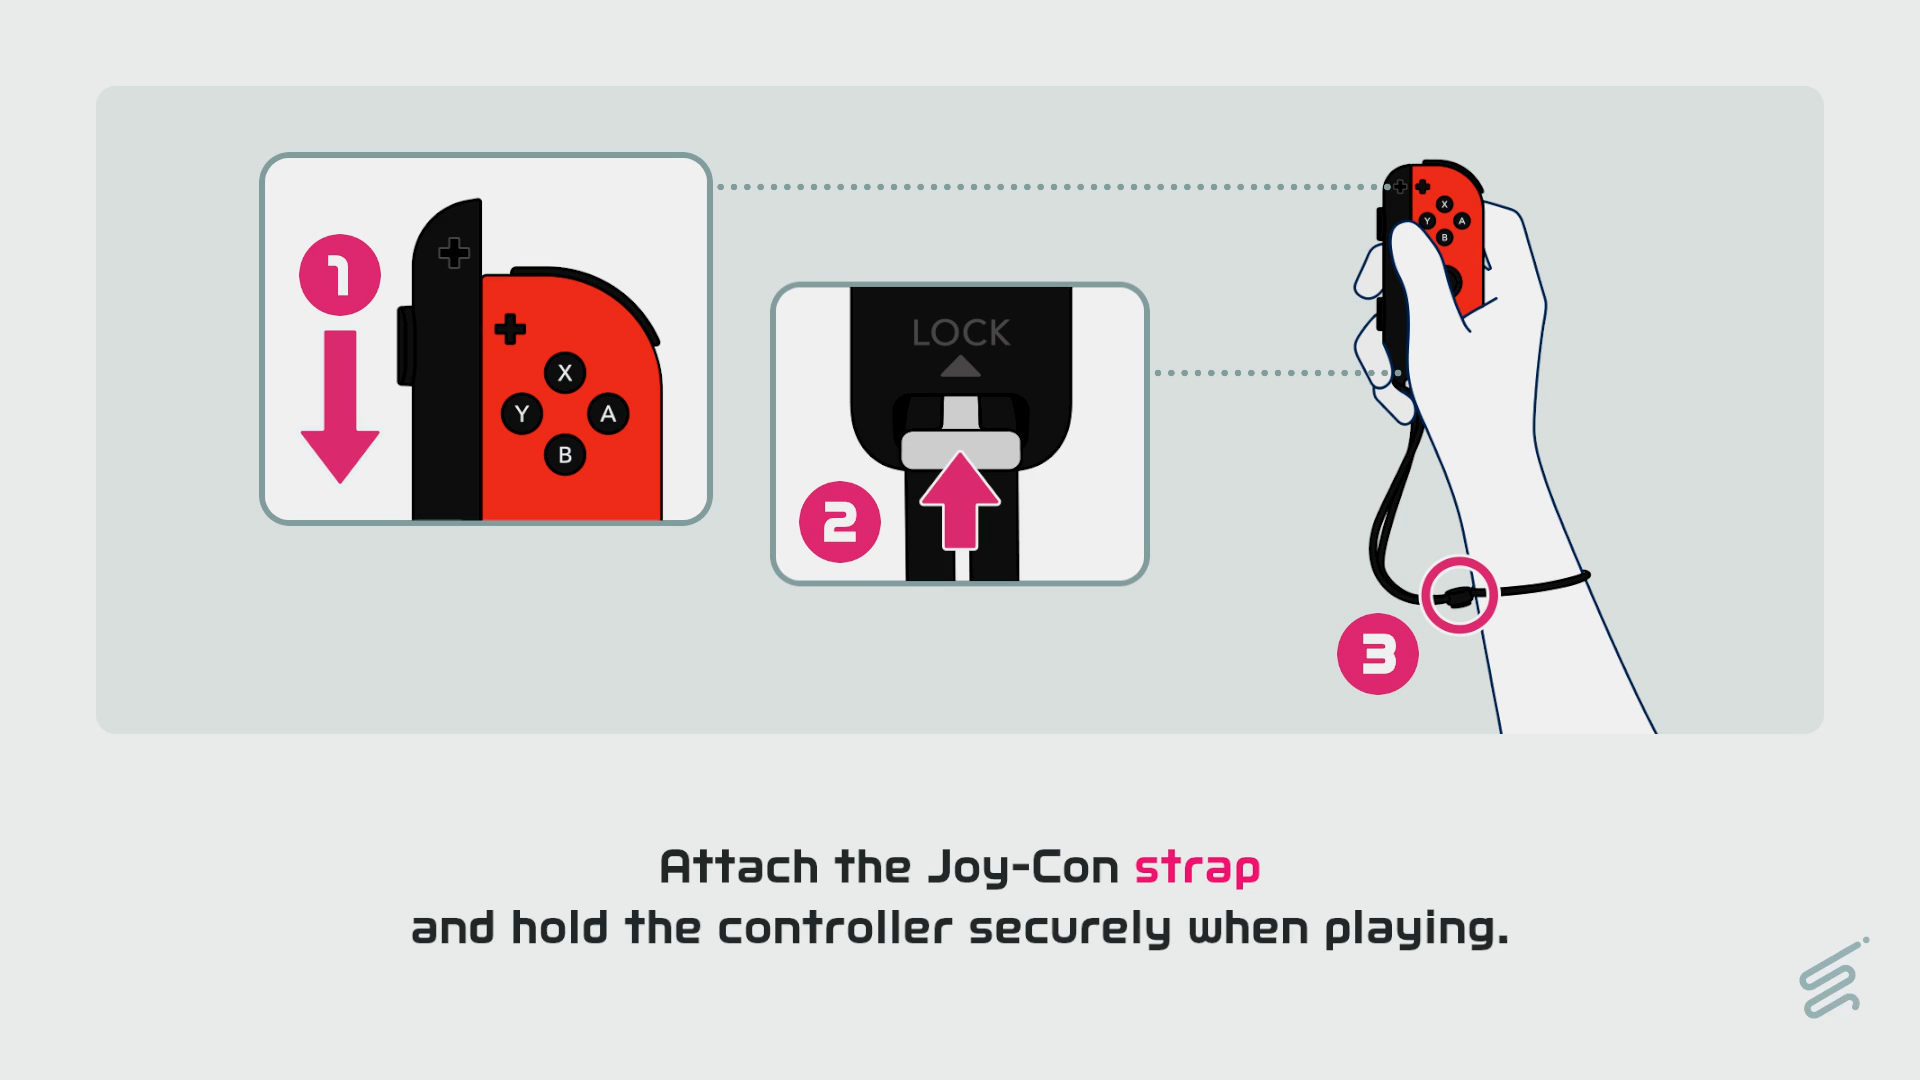 1
X
Y
A
B
LOCK
2
X
Y
A
B
3
Attach the Joy-Con strap
and hold the controller securely when playing.